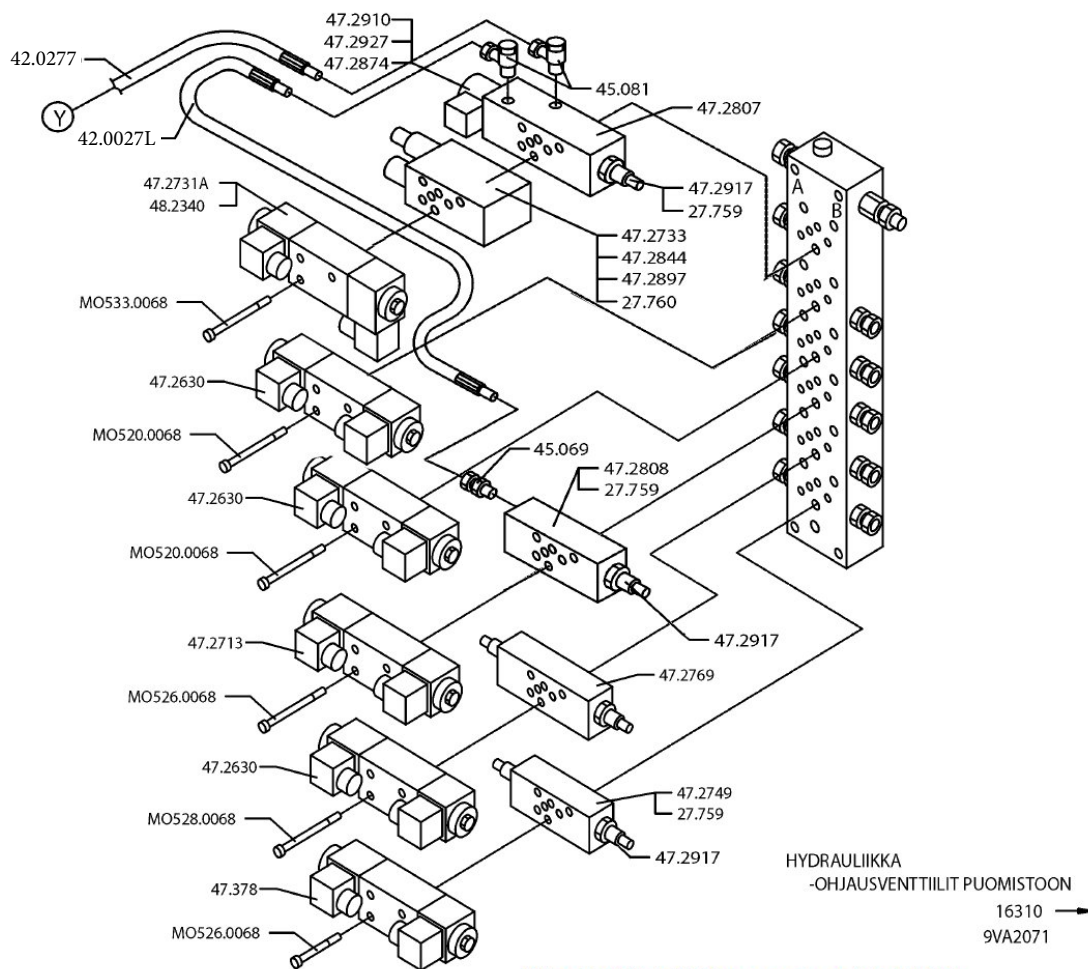 47.2910
47.2927
47.2874
42.0277
45.081
47.2807
Y
42.0027L
47.2731A
48.2340
47.2917
27.759
A
B
47.2733
47.2844
47.2897
27.760
MO533.0068
47.2630
MO520.0068
45.069
47.2808
27.759
47.2630
MO520.0068
47.2917
47.2713
47.2769
MO526.0068
47.2630
47.2749
27.759
MO528.0068
47.2917
47.378
MO526.0068
HYDRAULIIKKA
-OHJAUSVENTTIILIT PUOMISTOON
16310
9VA2071